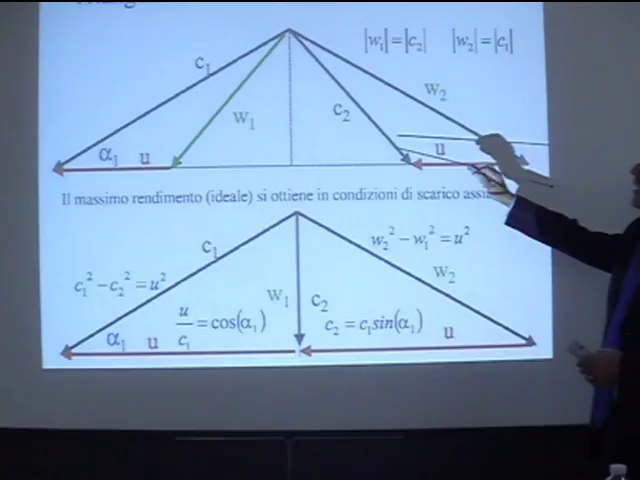 |w₁|=|c₂| |w₂|=|c₁|
c₁
w₁
c₂
w₂
α₁ u
u
Il massimo rendimento (ideale) si ottiene in condizioni di scarico
c₁
w₂² − w₁² = u²
c₁² − c₂² = u²
w₁ c₂
w₂
u/c₁ = cos(α₁)
c₂ = c₁sin(α₁)
u
α₁ u